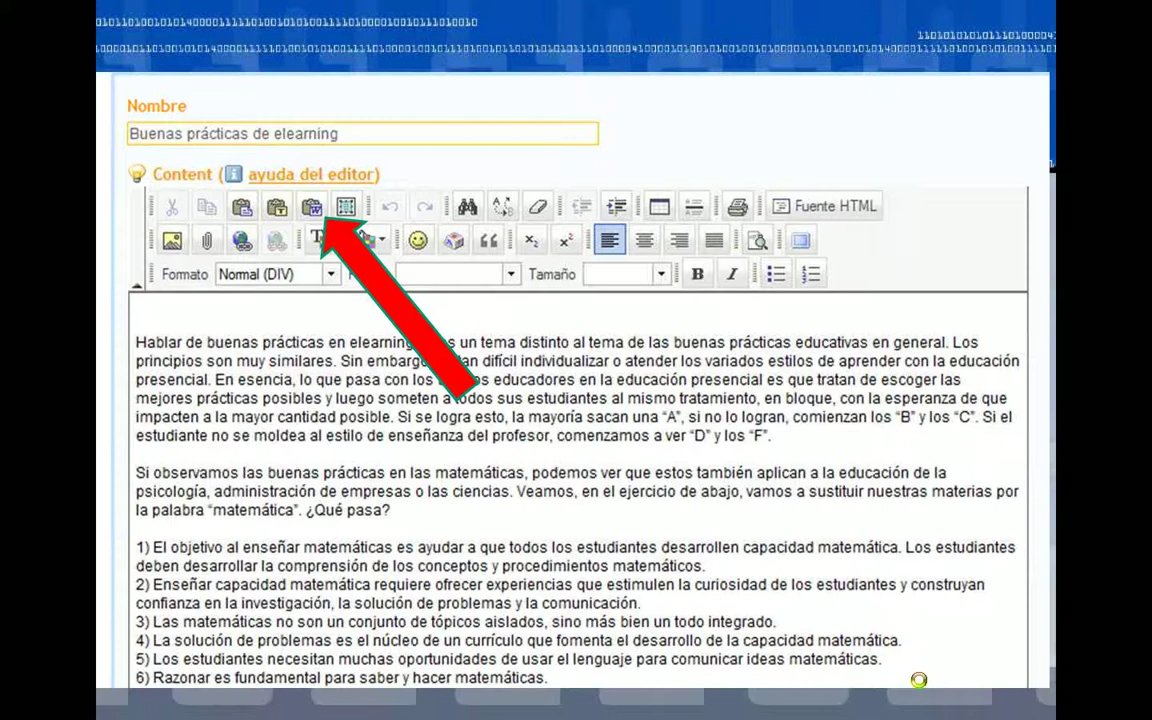 Nombre
Buenas prácticas de elearning
Content ( ayuda del editor)
Fuente HTML
Formato Normal (DIV) Tamaño B I
Hablar de buenas prácticas en elearning un tema distinto al tema de las buenas prácticas educativas en general. Los
principios son muy similares. Sin embargo difícil individualizar o atender los variados estilos de aprender con la educación
presencial. En esencia, lo que pasa con los educadores en la educación presencial es que tratan de escoger las
mejores prácticas posibles y luego someten a todos sus estudiantes al mismo tratamiento, en bloque, con la esperanza de que
impacten a la mayor cantidad posible. Si se logra esto, la mayoría sacan una “A”, si no lo logran, comienzan los “B” y los “C”. Si el
estudiante no se moldea al estilo de enseñanza del profesor, comenzamos a ver “D” y los “F”.
Si observamos las buenas prácticas en las matemáticas, podemos ver que estos también aplican a la educación de la
psicología, administración de empresas o las ciencias. Veamos, en el ejercicio de abajo, vamos a sustituir nuestras materias por
la palabra “matemática”. ¿Qué pasa?
1) El objetivo al enseñar matemáticas es ayudar a que todos los estudiantes desarrollen capacidad matemática. Los estudiantes
deben desarrollar la comprensión de los conceptos y procedimientos matemáticos.
2) Enseñar capacidad matemática requiere ofrecer experiencias que estimulen la curiosidad de los estudiantes y construyan
confianza en la investigación, la solución de problemas y la comunicación.
3) Las matemáticas no son un conjunto de tópicos aislados, sino más bien un todo integrado.
4) La solución de problemas es el núcleo de un currículo que fomenta el desarrollo de la capacidad matemática.
5) Los estudiantes necesitan muchas oportunidades de usar el lenguaje para comunicar ideas matemáticas.
6) Razonar es fundamental para saber y hacer matemáticas.